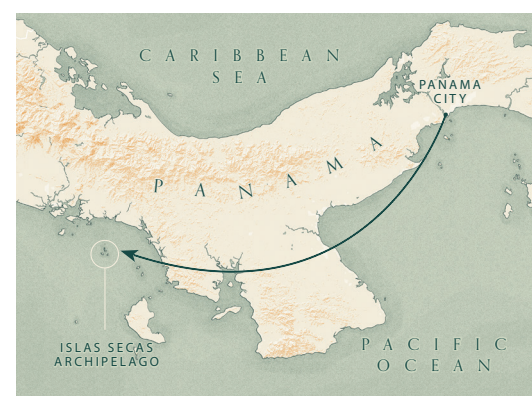 CARIBBEAN
SEA
PANAMA
CITY
PANAMA
ISLAS SECAS
ARCHIPELAGO
PACIFIC
OCEAN